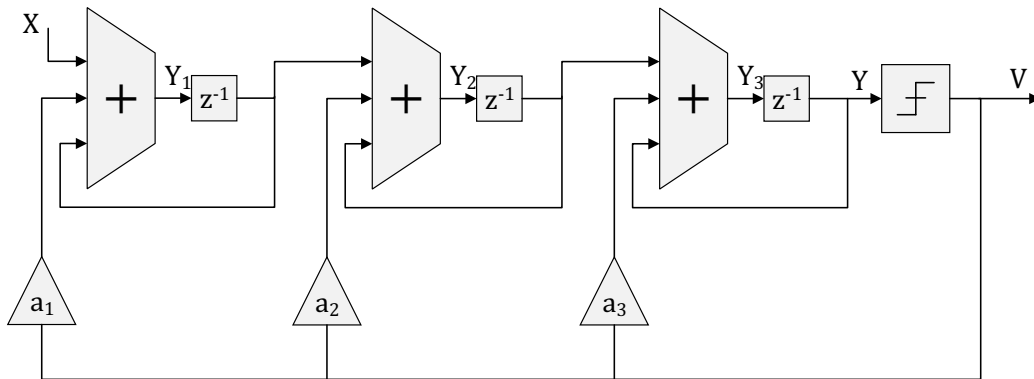 X
Y₁
z⁻¹
+
Y₂
z⁻¹
+
Y₃
z⁻¹
+
Y
V
a₁
a₂
a₃